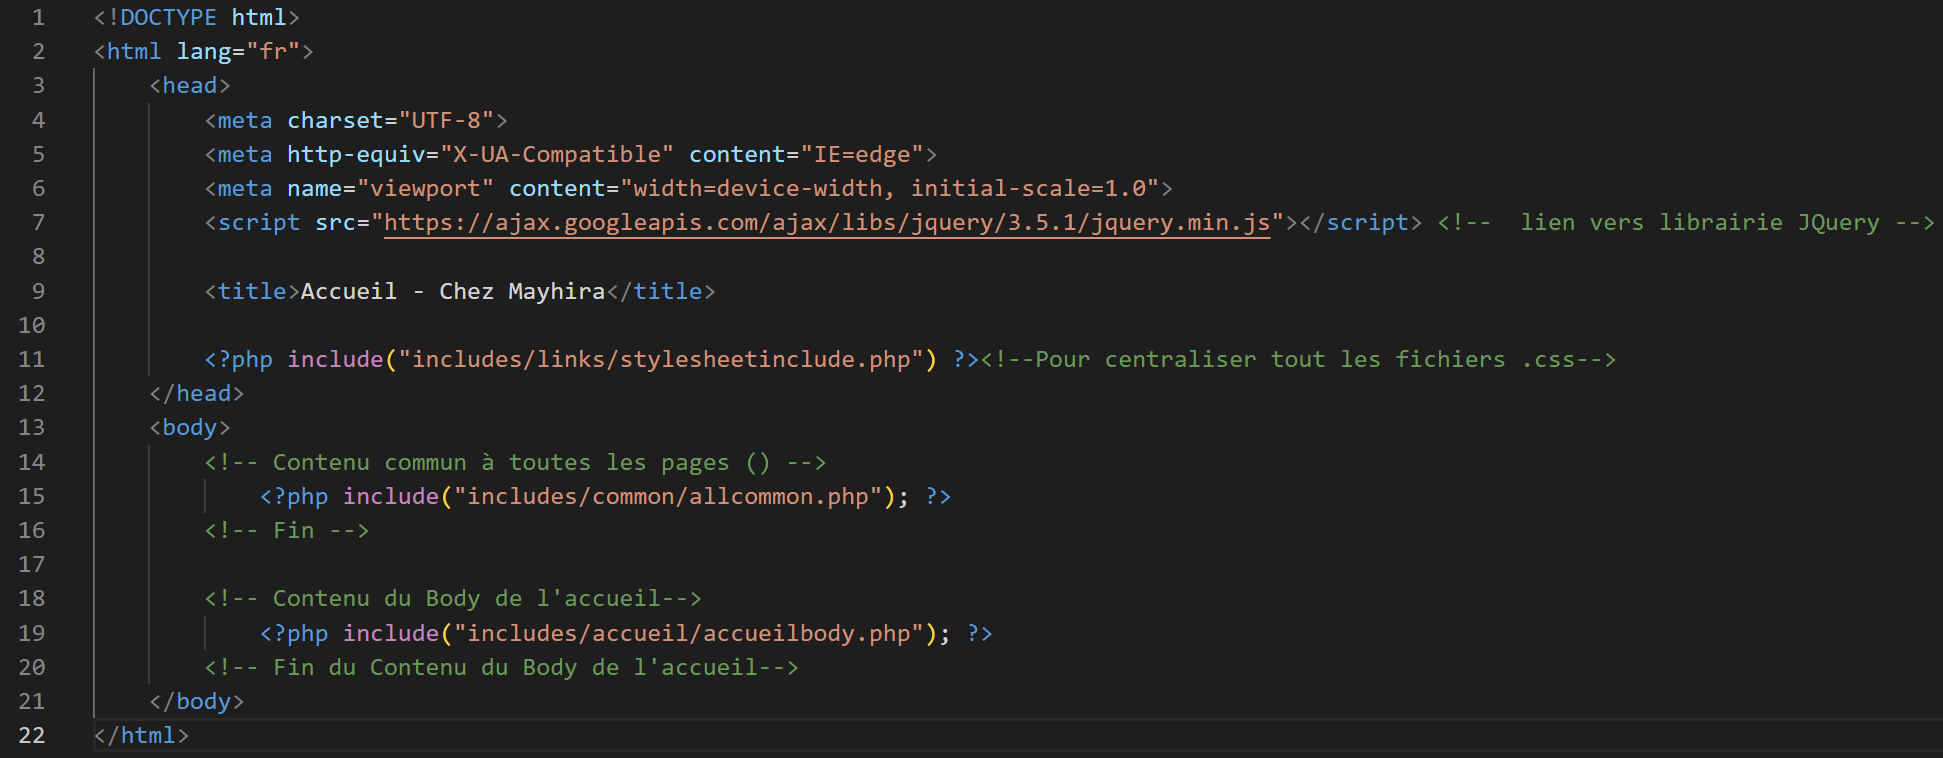 1 <!DOCTYPE html>
2 <html lang="fr">
3 <head>
4 <meta charset="UTF-8">
5 <meta http-equiv="X-UA-Compatible" content="IE=edge">
6 <meta name="viewport" content="width=device-width, initial-scale=1.0">
7 <script src="https://ajax.googleapis.com/ajax/libs/jquery/3.5.1/jquery.min.js"></script> <!--  lien vers librairie JQuery -->
8
9 <title>Accueil - Chez Mayhira</title>
10
11 <?php include("includes/links/stylesheetinclude.php") ?><!--Pour centraliser tout les fichiers .css-->
12 </head>
13 <body>
14 <!-- Contenu commun à toutes les pages () -->
15 <?php include("includes/common/allcommon.php"); ?>
16 <!-- Fin -->
17
18 <!-- Contenu du Body de l'accueil-->
19 <?php include("includes/accueil/accueilbody.php"); ?>
20 <!-- Fin du Contenu du Body de l'accueil-->
21 </body>
22 </html>